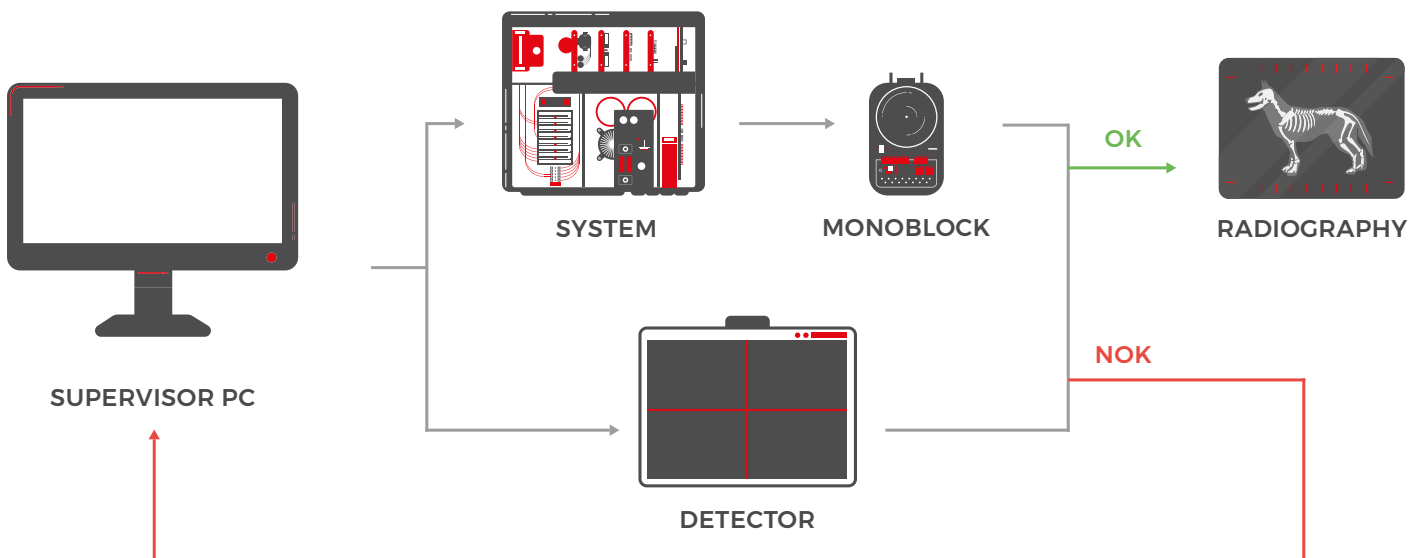 OK
SYSTEM
MONOBLOCK
RADIOGRAPHY
NOK
SUPERVISOR PC
DETECTOR